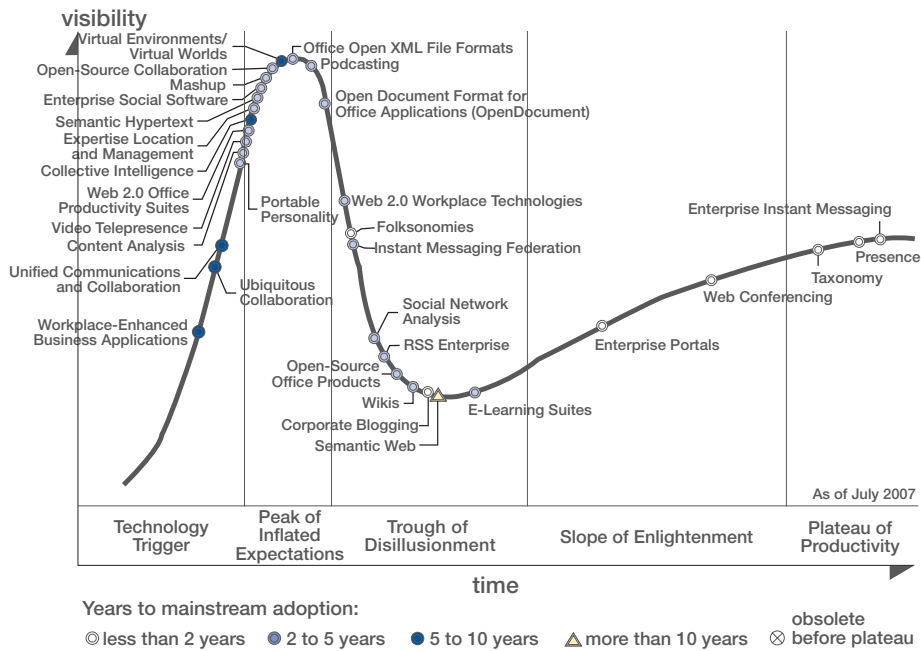 visibility
Virtual Environments/
Virtual Worlds
Open-Source Collaboration
Mashup
Enterprise Social Software
Semantic Hypertext
Expertise Location
and Management
Collective Intelligence
Web 2.0 Office
Productivity Suites
Video Telepresence
Content Analysis
Unified Communications
and Collaboration
Workplace-Enhanced
Business Applications
Office Open XML File Formats
Podcasting
Open Document Format for
Office Applications (OpenDocument)
Portable
Personality
Ubiquitous
Collaboration
Web 2.0 Workplace Technologies
Folksonomies
Instant Messaging Federation
Social Network
Analysis
RSS Enterprise
Open-Source
Office Products
Wikis
Corporate Blogging
Semantic Web
E-Learning Suites
Enterprise Portals
Web Conferencing
Enterprise Instant Messaging
Presence
Taxonomy
As of July 2007
Technology
Trigger
Peak of
Inflated
Expectations
Trough of
Disillusionment
Slope of Enlightenment
Plateau of
Productivity
time
Years to mainstream adoption:
less than 2 years
2 to 5 years
5 to 10 years
more than 10 years
obsolete
before plateau